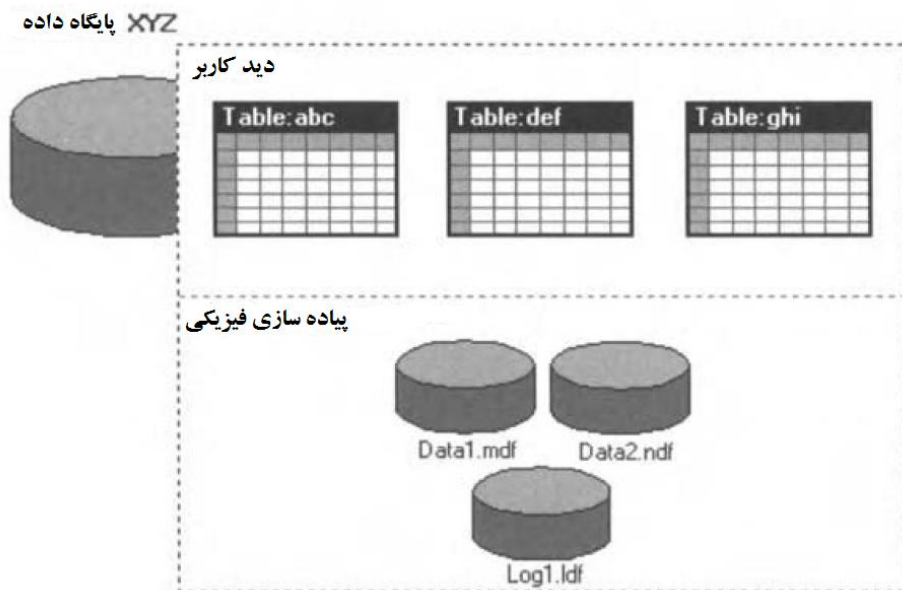 پایگاه داده XYZ
دید کاربر
Table:abc
Table:def
Table:ghi
پیاده سازی فیزیکی
Data1.mdf
Data2.ndf
Log1.ldf